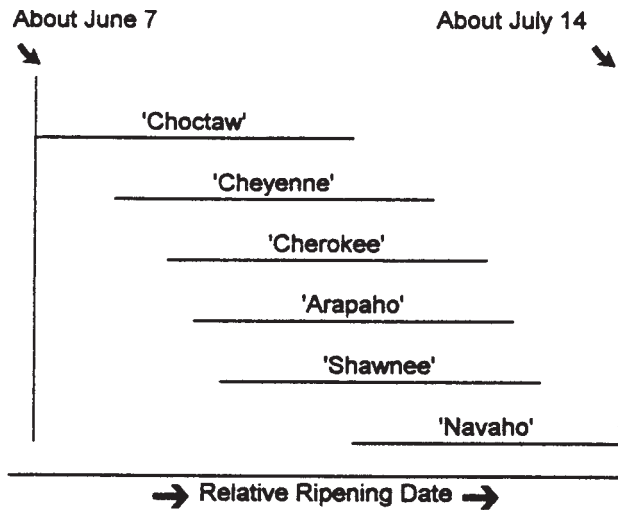 About June 7
About July 14
'Choctaw'
'Cheyenne'
'Cherokee'
'Arapaho'
'Shawnee'
'Navaho'
Relative Ripening Date